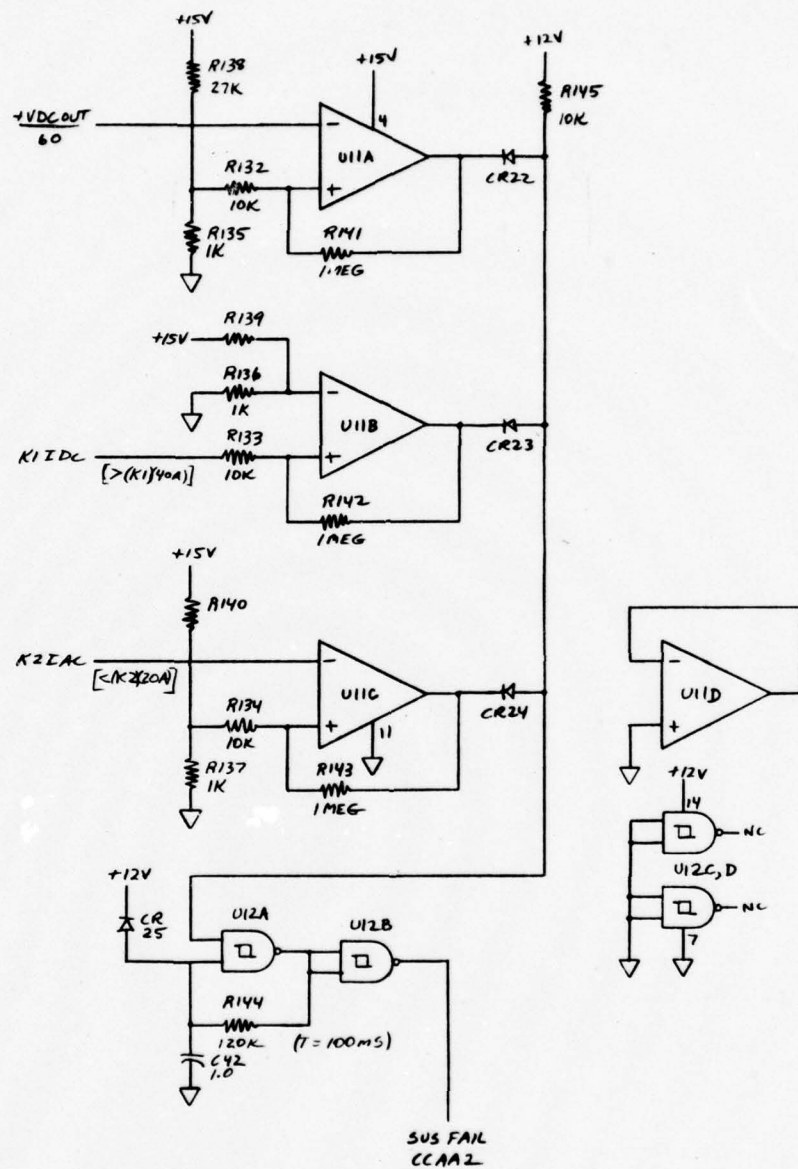 +15V
R138
27K
+VDCOUT
60
R132
10K
R135
1K
+15V
4
-
U11A
+
R141
1MEG
CR22
+12V
R145
10K
R139
+15V
R136
1K
K1 IDC
[>(K1)(40A)]
R133
10K
-
U11B
+
R142
1MEG
CR23
+15V
R140
K2IAC
[<(K2)(20A)]
R134
10K
R137
1K
-
U11C
+
11
R143
1MEG
CR24
-
U11D
+
+12V
14
NC
U12C, D
NC
7
+12V
CR
25
U12A
U12B
R144
120K
(T=100MS)
C42
1.0
SUS FAIL
CCAA2